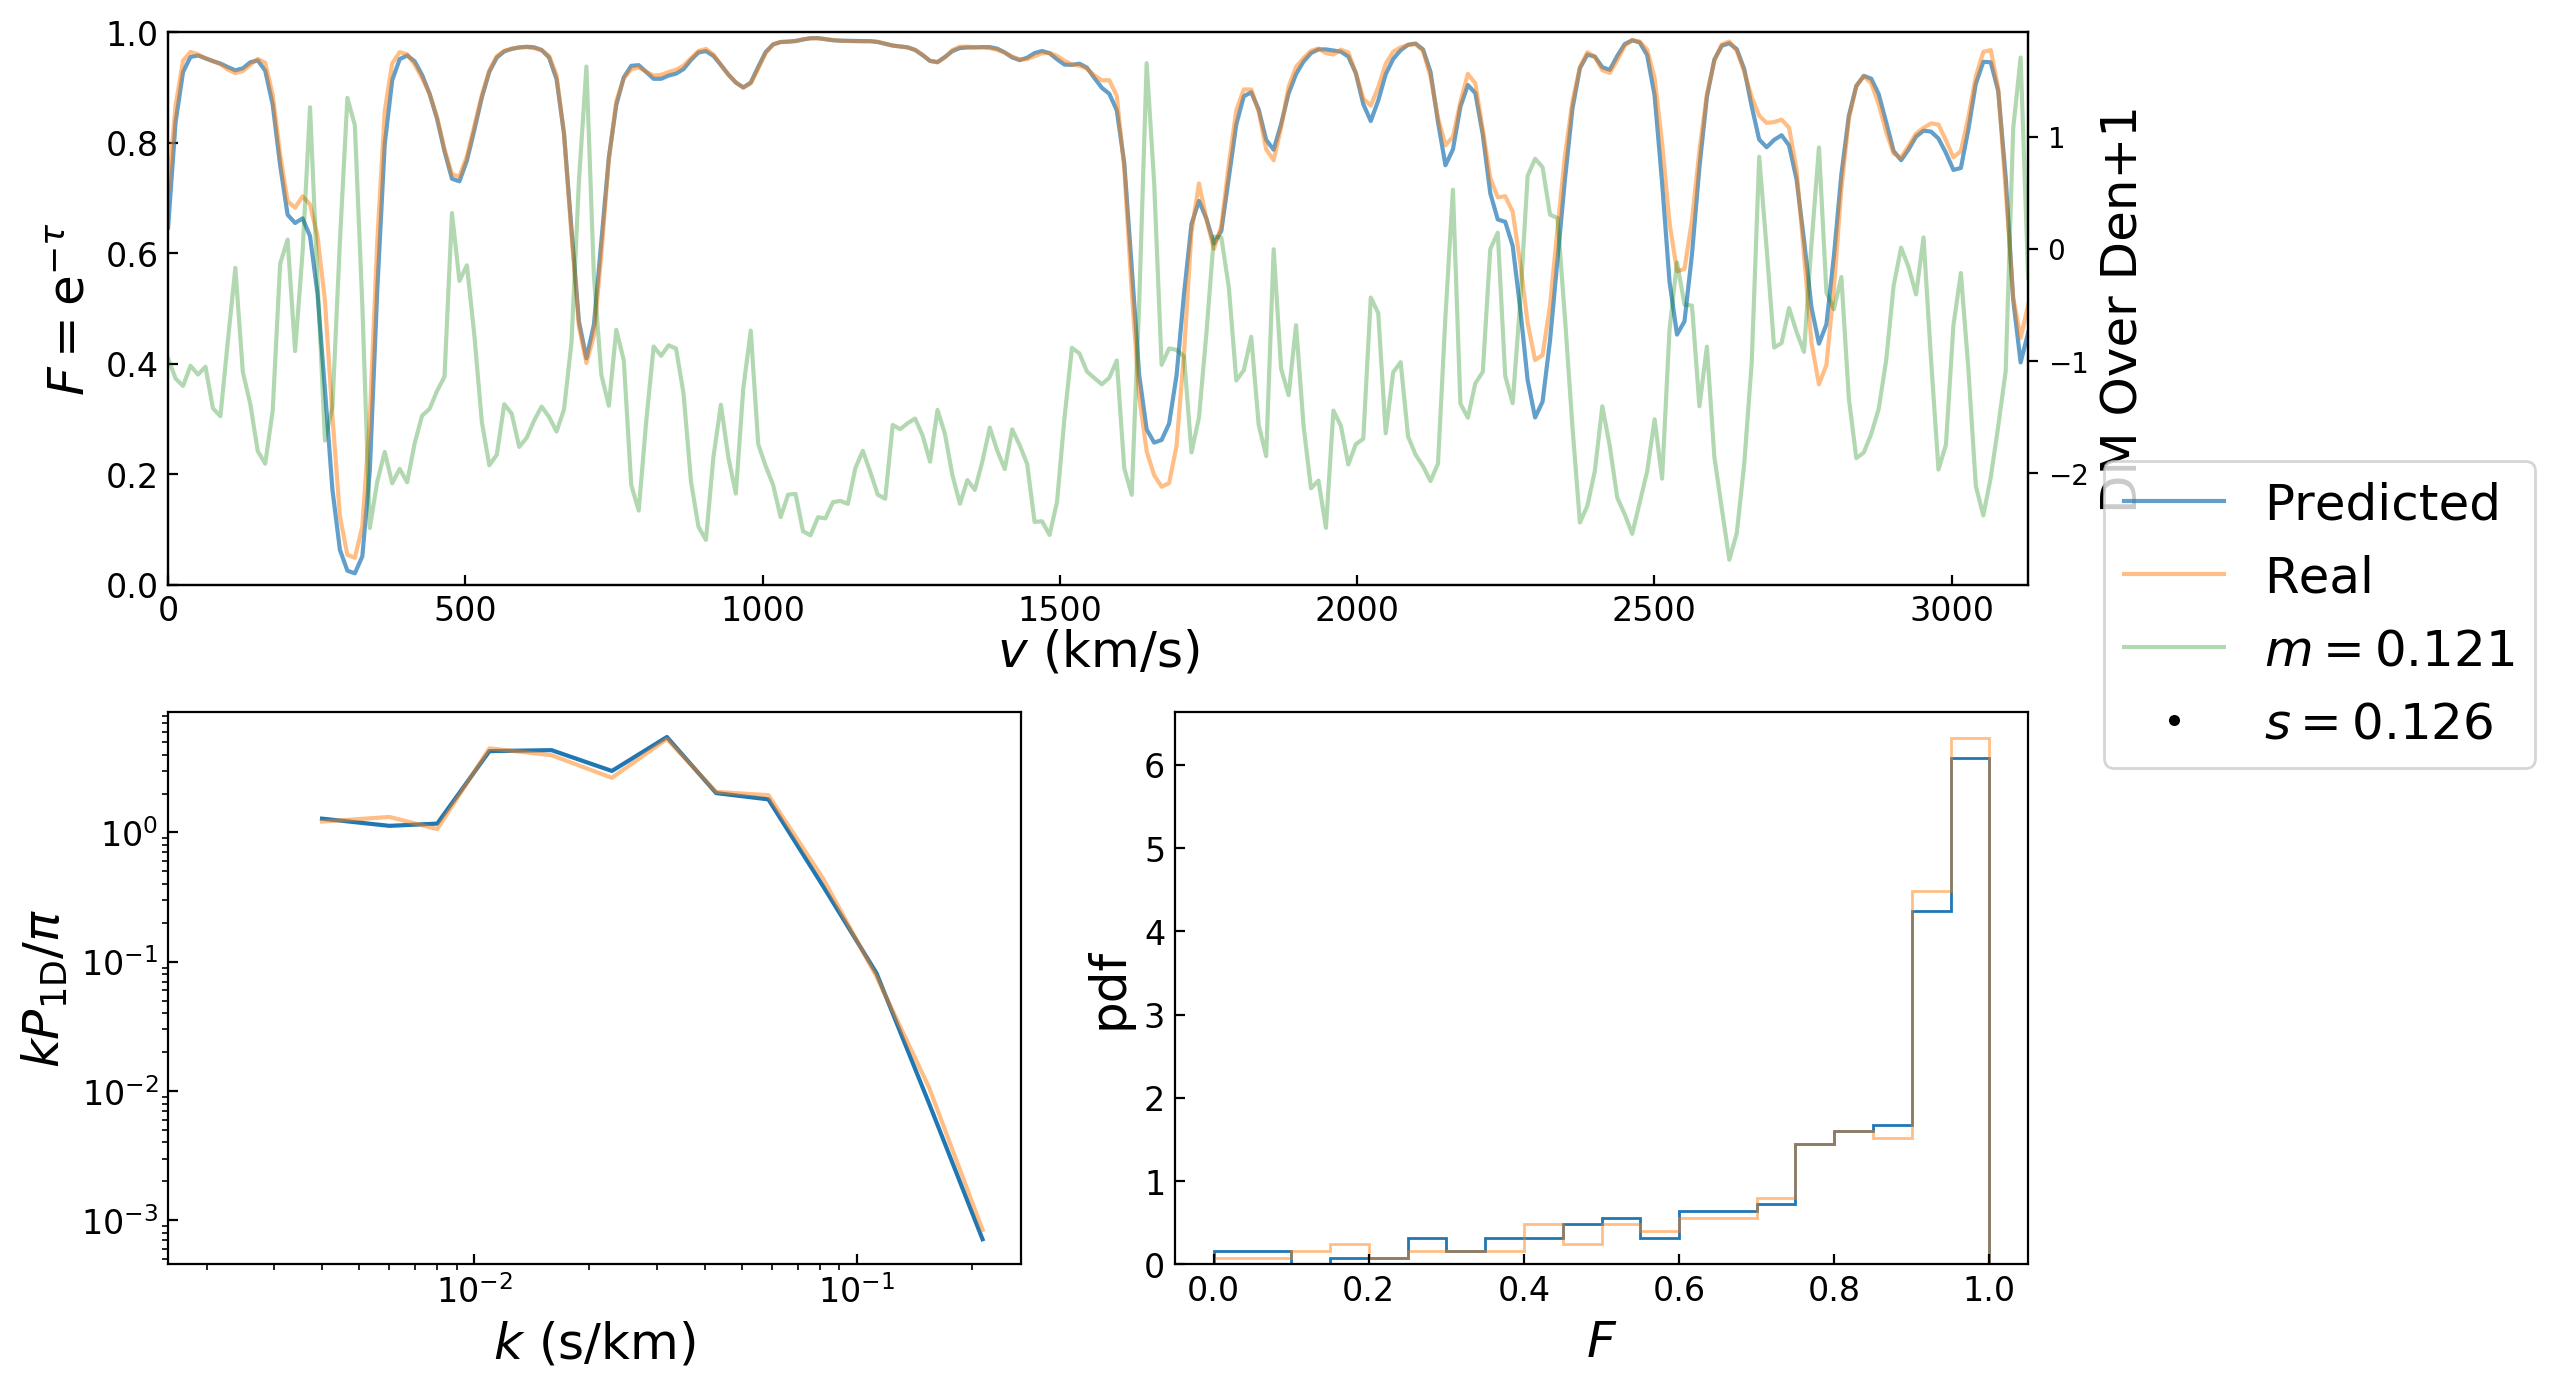 1.0
0.8
0.6
0.4
0.2
0.0
F = e^{-τ}
0 500 1000 1500 2000 2500 3000
v (km/s)
1
0
−1
−2
DM Over Den+1
Predicted
Real
m = 0.121
s = 0.126
10^0
10^{-1}
10^{-2}
10^{-3}
kP_{1D}/π
10^{-2} 10^{-1}
k (s/km)
6
5
4
3
2
1
0
pdf
0.0 0.2 0.4 0.6 0.8 1.0
F